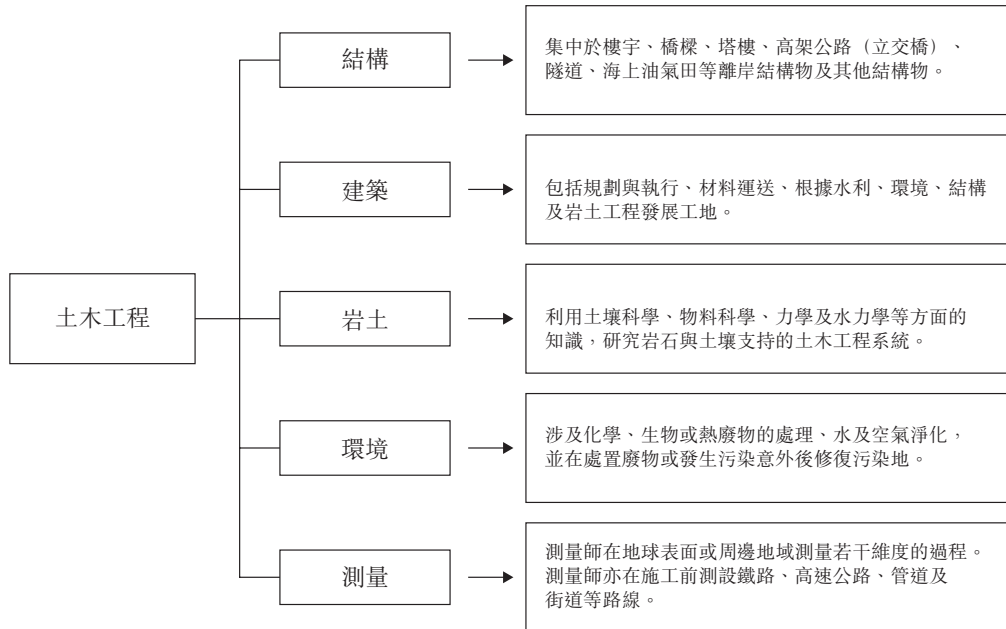 結構
集中於樓宇、橋樑、塔樓、高架公路（立交橋）、
隧道、海上油氣田等離岸結構物及其他結構物。
建築
包括規劃與執行、材料運送、根據水利、環境、結構
及岩土工程發展工地。
土木工程
岩土
利用土壤科學、物料科學、力學及水力學等方面的
知識，研究岩石與土壤支持的土木工程系統。
環境
涉及化學、生物或熱廢物的處理、水及空氣淨化，
並在處置廢物或發生污染意外後修復污染地。
測量
測量師在地球表面或周邊地域測量若干維度的過程。
測量師亦在施工前測設鐵路、高速公路、管道及
街道等路線。